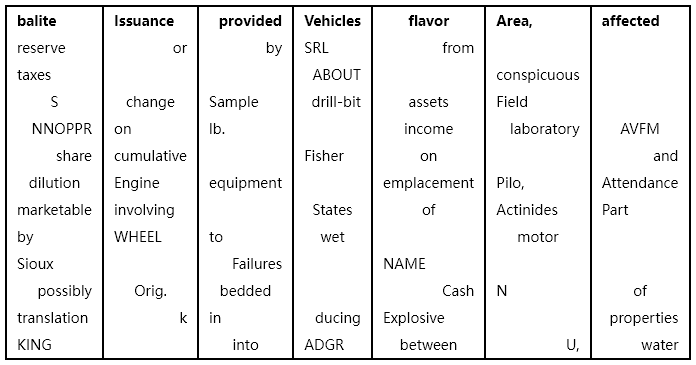 balite Issuance provided Vehicles flavor Area, affected
reserve or by SRL from
taxes ABOUT conspicuous
S change Sample drill-bit assets Field
NNOPPR on lb. income laboratory AVFM
share cumulative Fisher on and
dilution Engine equipment emplacement Pilo, Attendance
marketable involving States of Actinides Part
by WHEEL to wet motor
Sioux Failures NAME
possibly Orig. bedded Cash N of
translation k in ducing Explosive properties
KING into ADGR between U, water